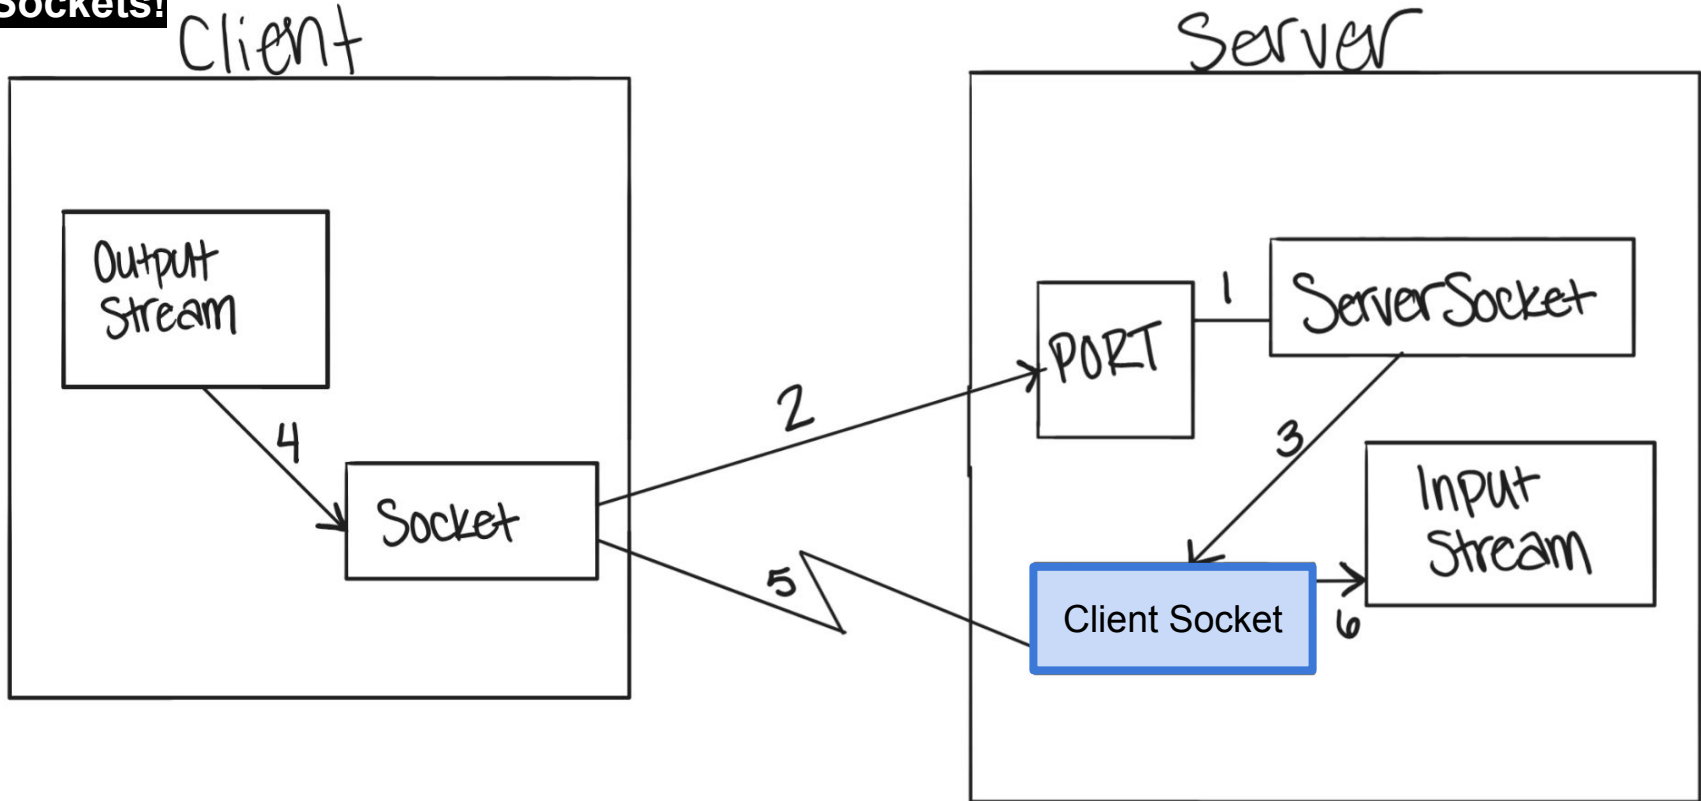 Sockets!
Client
Server
Output
Stream
4
Socket
2
5
PORT
1
ServerSocket
3
Input
Stream
Client Socket
6